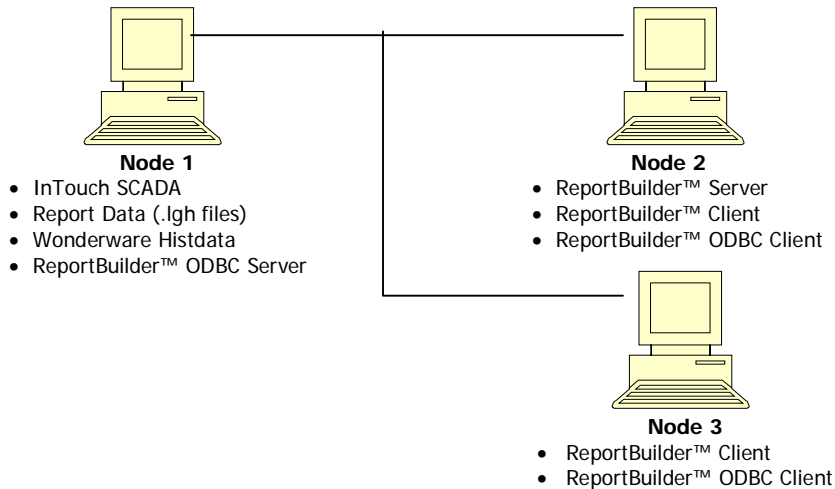 Node 1
• InTouch SCADA
• Report Data (.lgh files)
• Wonderware Histdata
• ReportBuilder™ ODBC Server
Node 2
• ReportBuilder™ Server
• ReportBuilder™ Client
• ReportBuilder™ ODBC Client
Node 3
• ReportBuilder™ Client
• ReportBuilder™ ODBC Client